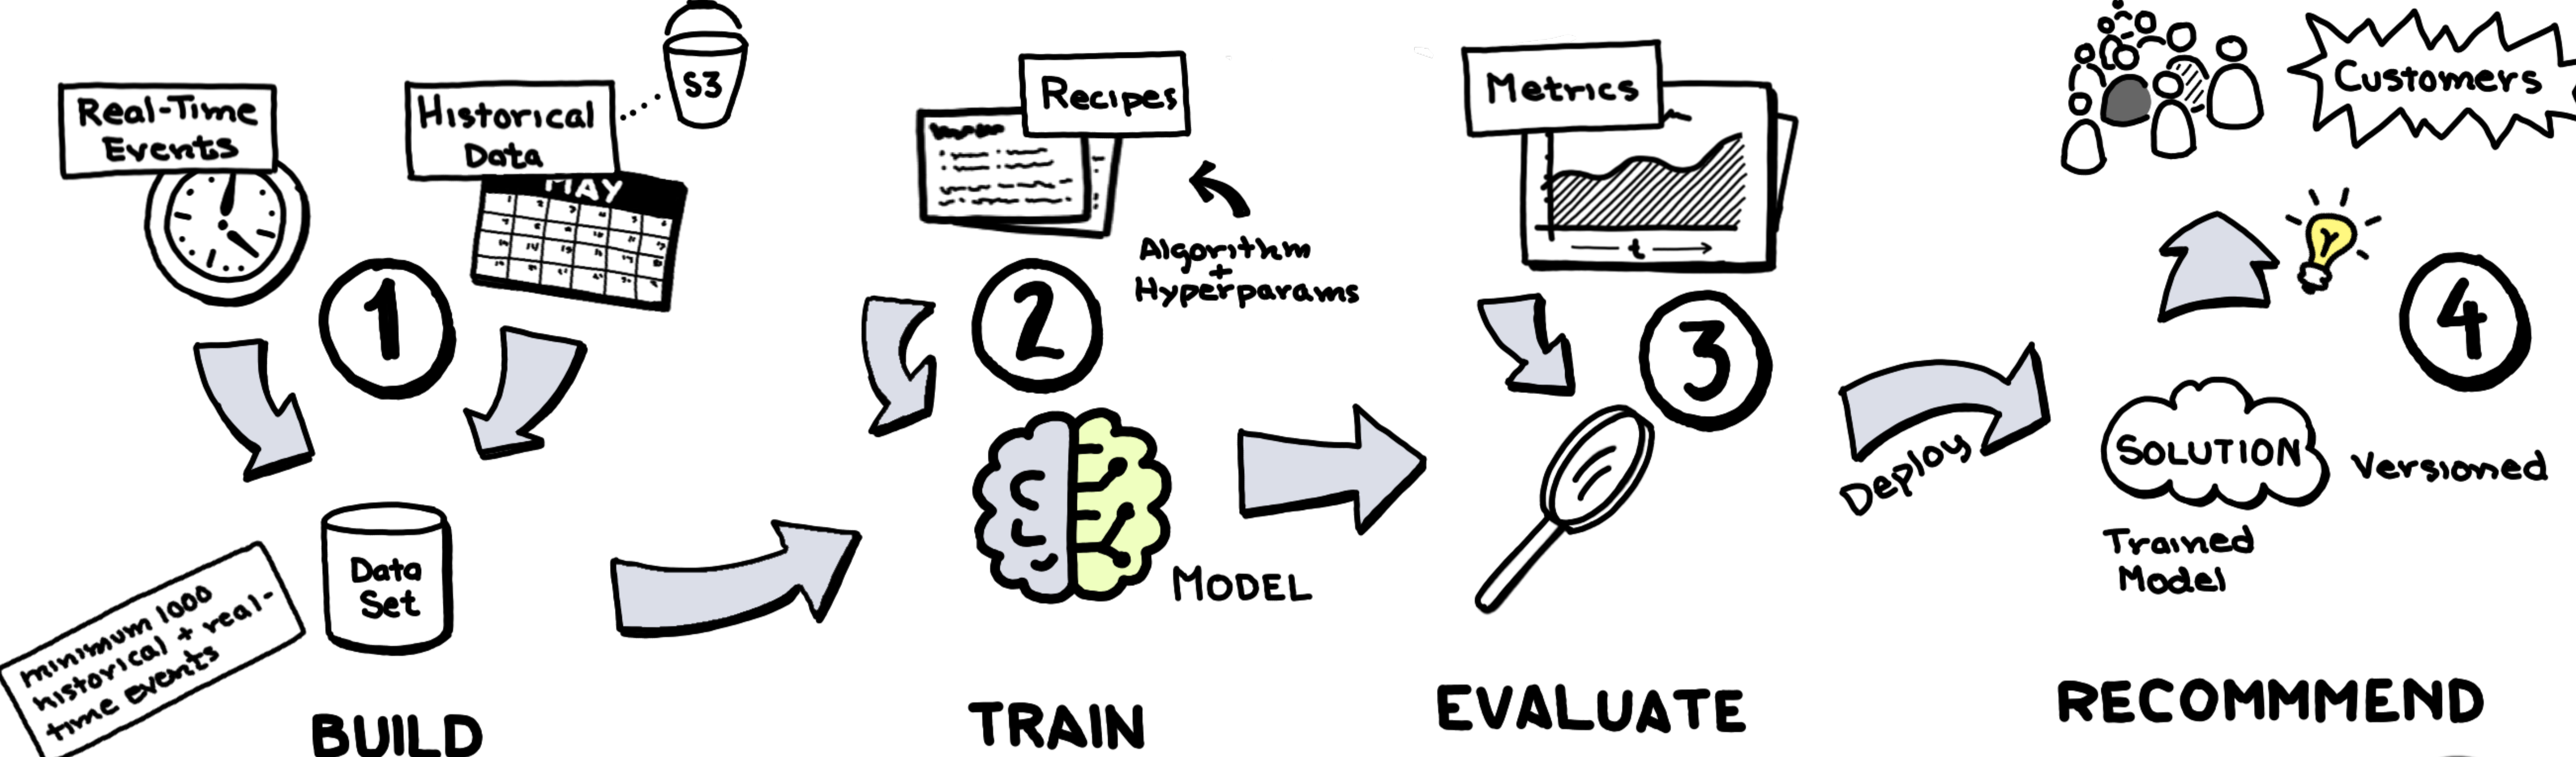 Real-Time
Events
Historical
Data
S3
MAY
1
minimum 1000
historical + real-
time events
Data
Set
BUILD
Recipes
Algorithm
+
Hyperparams
2
MODEL
TRAIN
Metrics
t
3
EVALUATE
Deploy
Customers
4
SOLUTION
Versioned
Trained
Model
RECOMMMEND